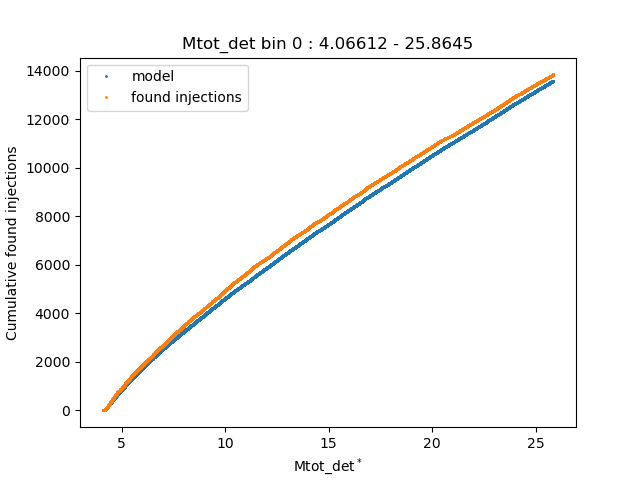 Mtot_det bin 0 : 4.06612 - 25.8645
model
found injections
Cumulative found injections
14000
12000
10000
8000
6000
4000
2000
0
5
10
15
20
25
Mtot_det*